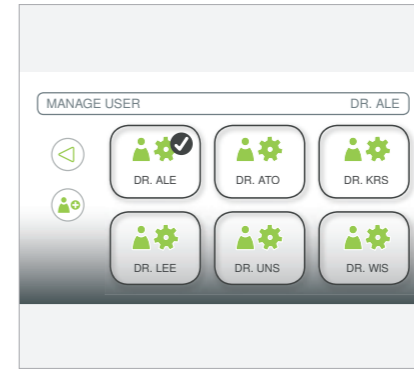 MANAGE USER DR. ALE
DR. ALE DR. ATO DR. KRS
DR. LEE DR. UNS DR. WIS